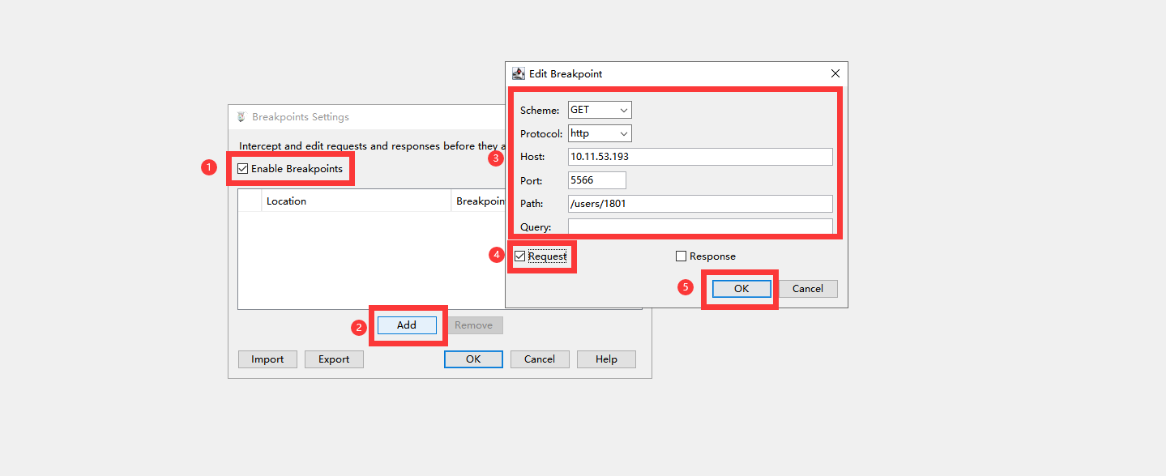 Edit Breakpoint
Breakpoints Settings
Intercept and edit requests and responses before they a
1
Enable Breakpoints
Location
Breakpoin
2
Add
Remove
Import
Export
OK
Cancel
Help
3
Scheme: GET
Protocol: http
Host: 10.11.53.193
Port: 5566
Path: /users/1801
Query:
4
Request
Response
5
OK
Cancel